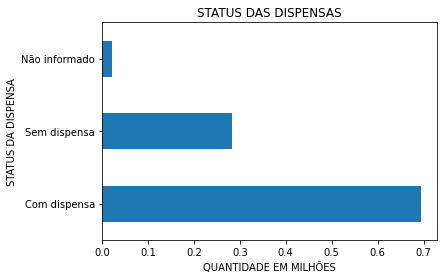 STATUS DAS DISPENSAS
STATUS DA DISPENSA
Não informado
Sem dispensa
Com dispensa
0.0 0.1 0.2 0.3 0.4 0.5 0.6 0.7
QUANTIDADE EM MILHÕES